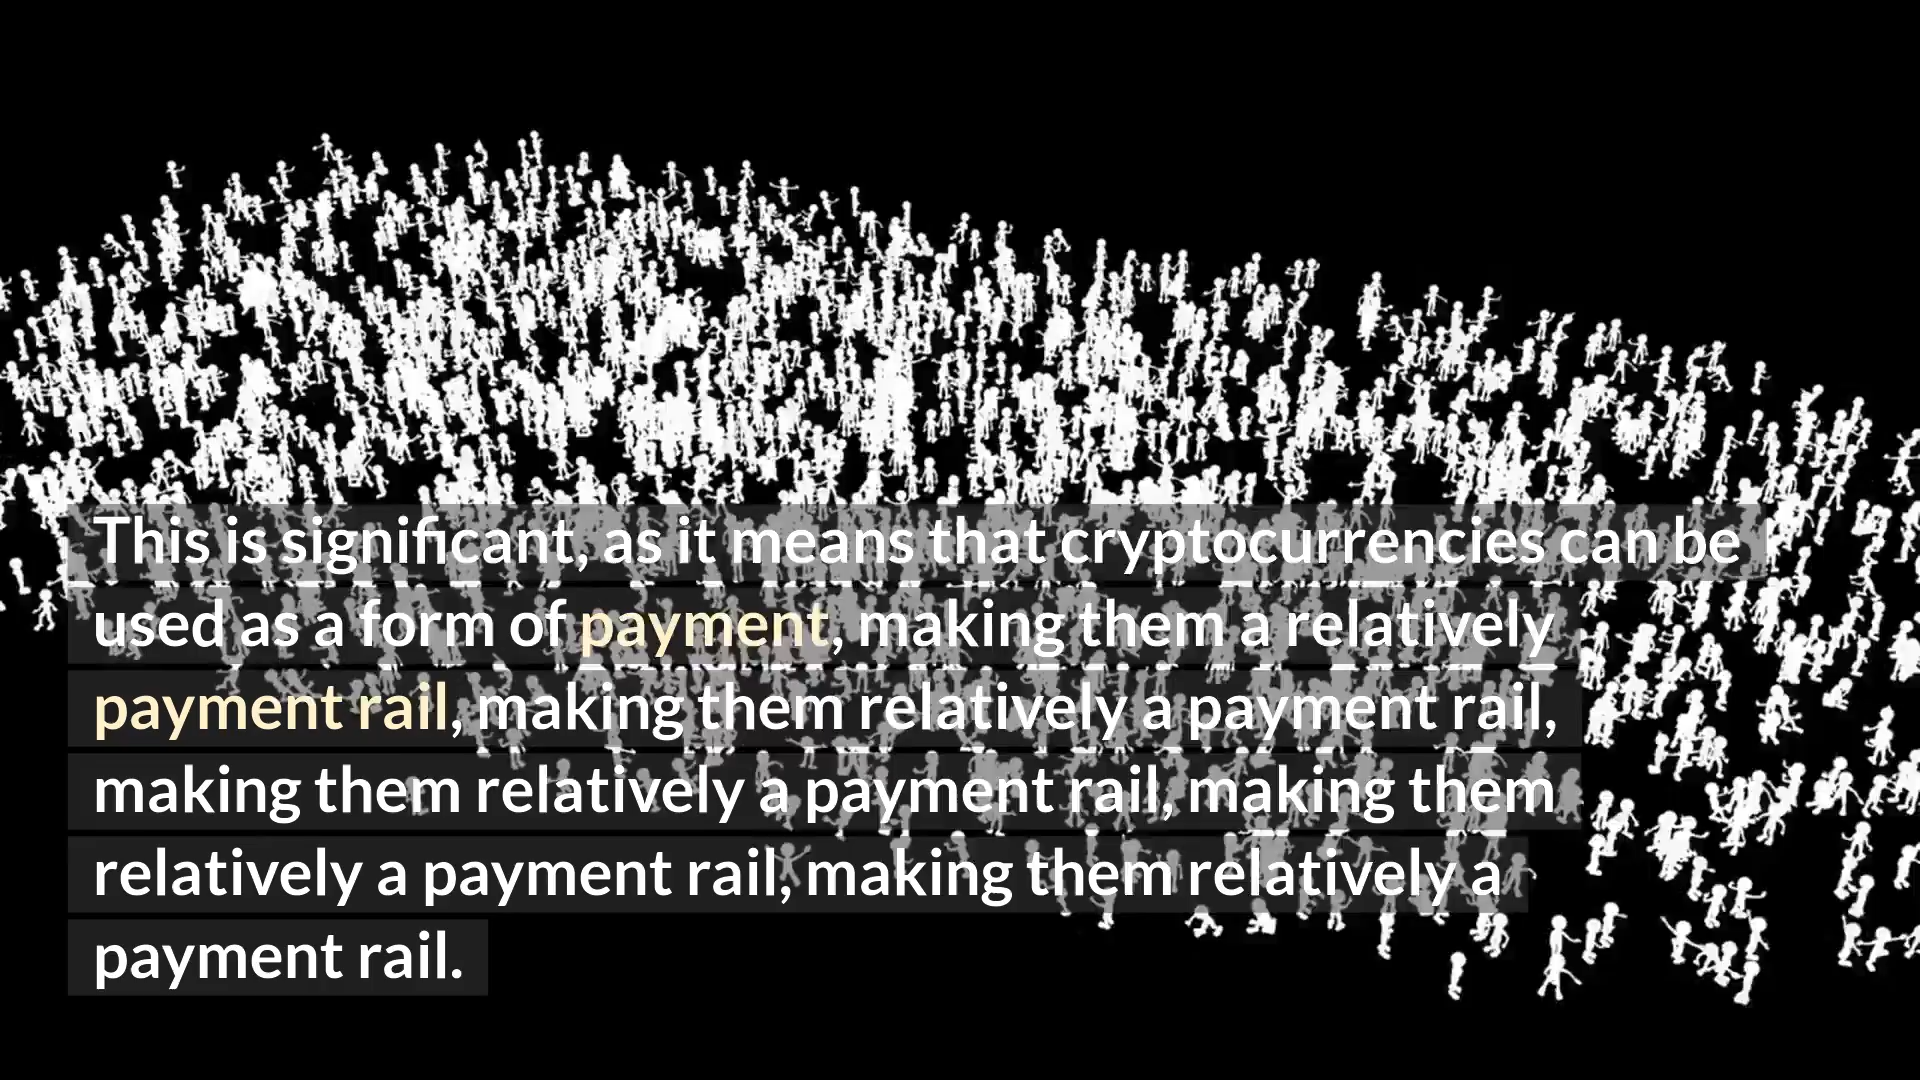 This is significant, as it means that cryptocurrencies can be
used as a form of payment, making them a relatively
payment rail, making them relatively a payment rail,
making them relatively a payment rail, making them
relatively a payment rail, making them relatively a
payment rail.